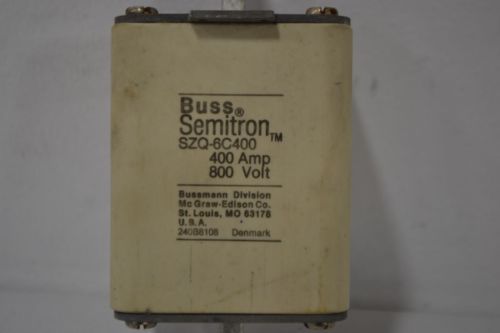 Buss®
Semitron™
SZQ-6C400
400 Amp
800 Volt
Bussmann Division
Mc Graw-Edison Co.
St. Louis, MO 63178
U.S.A.
240B8108 Denmark